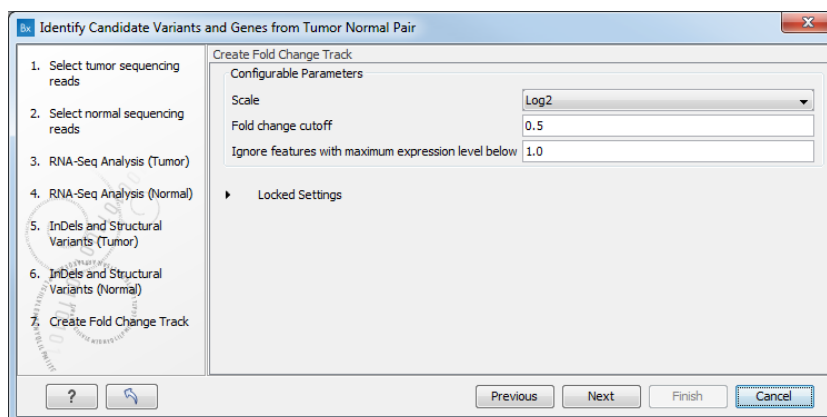 Bx Identify Candidate Variants and Genes from Tumor Normal Pair
1. Select tumor sequencing
reads
2. Select normal sequencing
reads
3. RNA-Seq Analysis (Tumor)
4. RNA-Seq Analysis (Normal)
5. InDels and Structural
Variants (Tumor)
6. InDels and Structural
Variants (Normal)
7. Create Fold Change Track
Create Fold Change Track
Configurable Parameters
Scale Log2
Fold change cutoff 0.5
Ignore features with maximum expression level below 1.0
Locked Settings
? Previous Next Finish Cancel